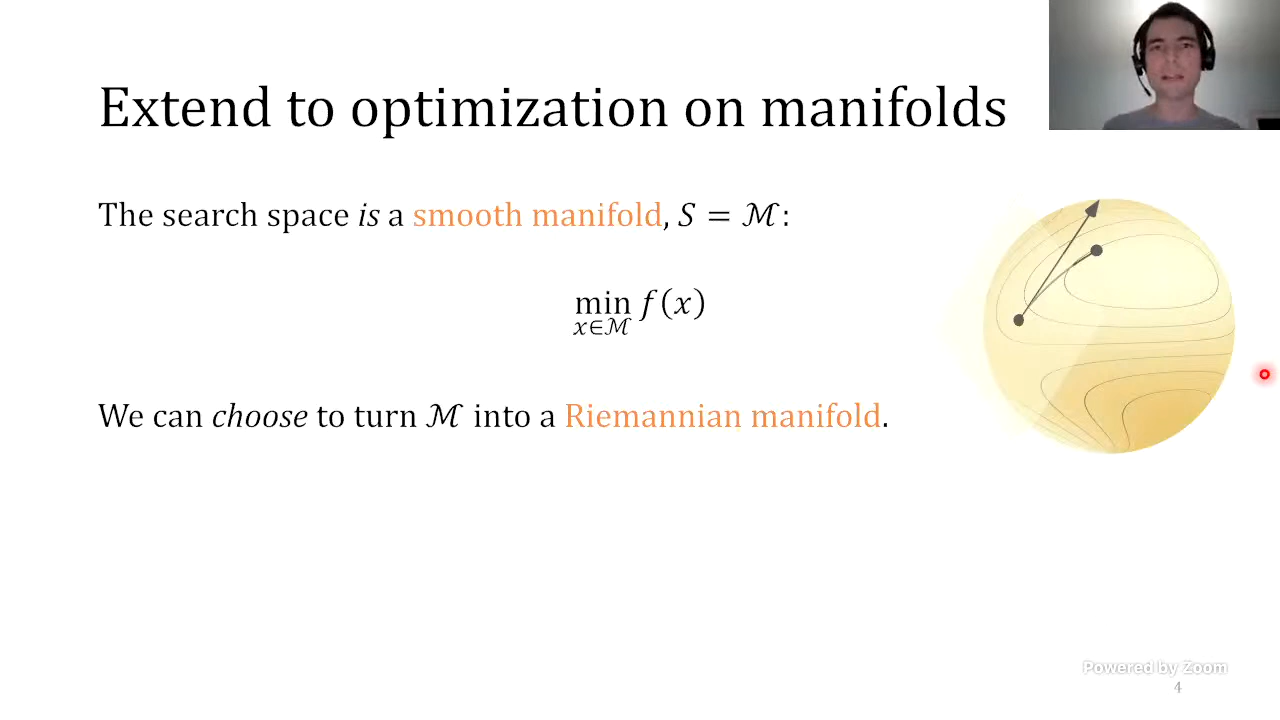 Extend to optimization on manifolds
The search space is a smooth manifold, S = ℳ:
min f(x)
x∈ℳ
We can choose to turn ℳ into a Riemannian manifold.
Powered by Zoom
4